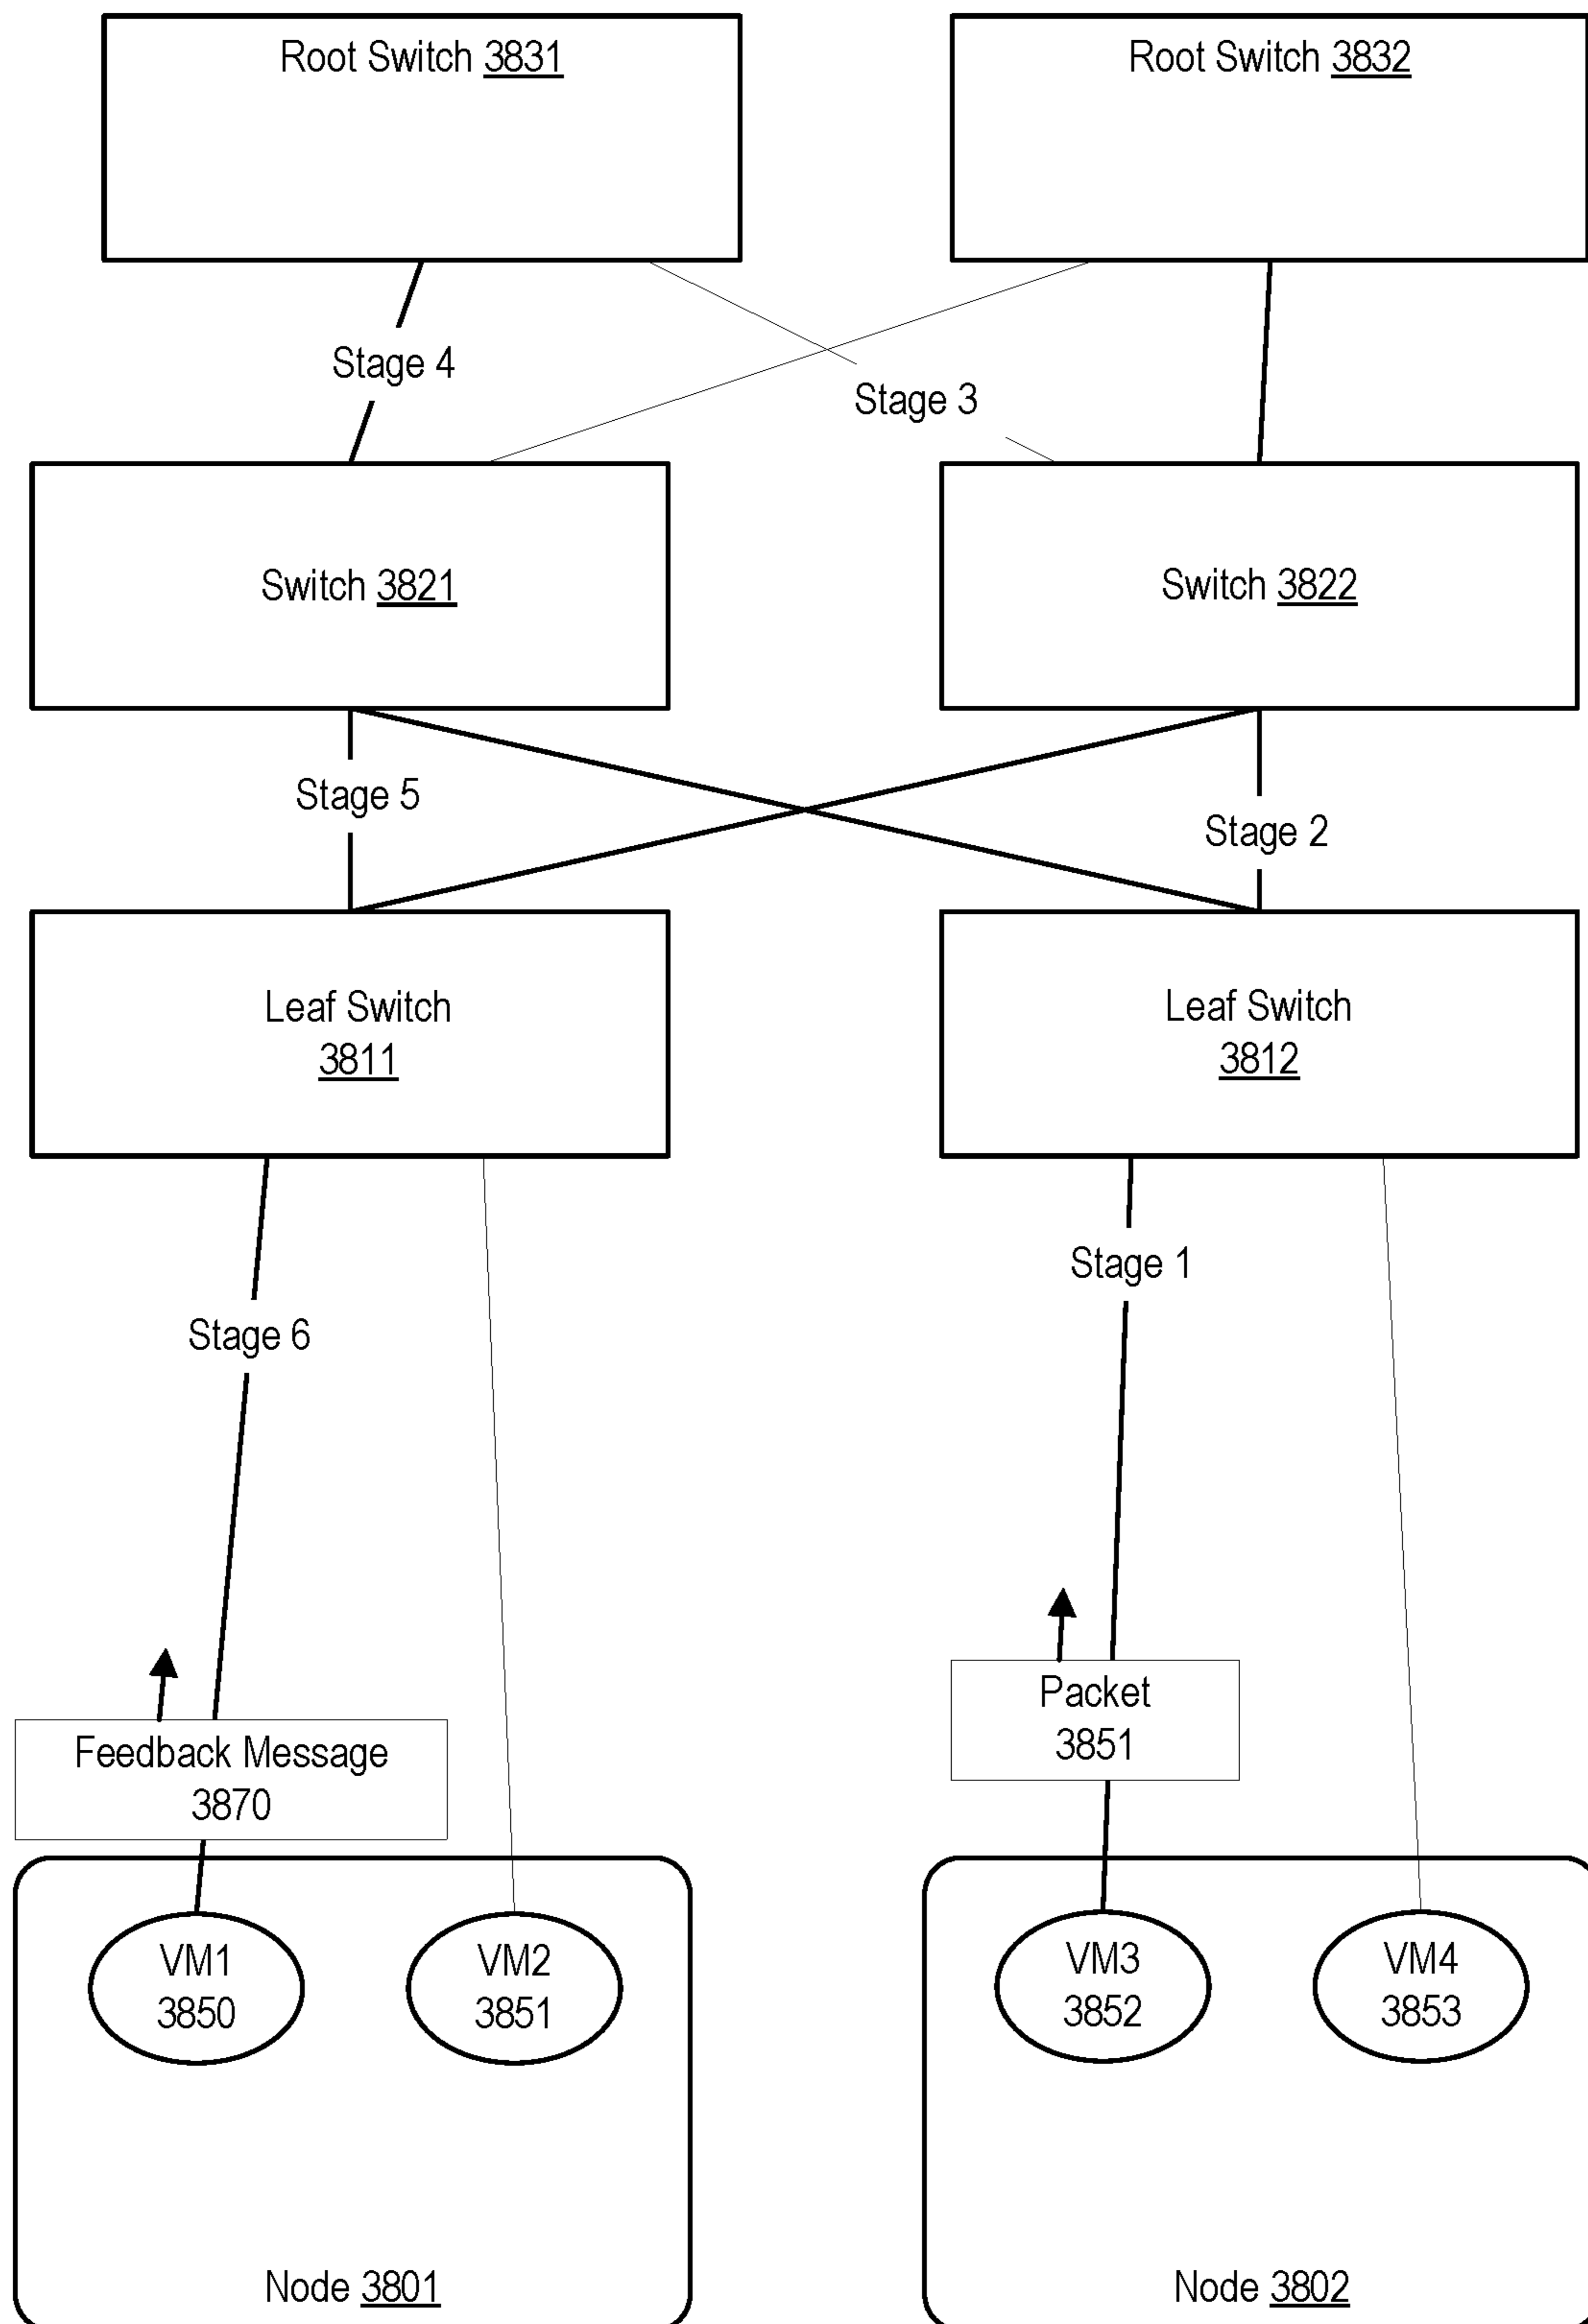 Root Switch 3831
Root Switch 3832
Stage 4
Stage 3
Switch 3821
Switch 3822
Stage 5
Stage 2
Leaf Switch
3811
Leaf Switch
3812
Stage 1
Stage 6
Packet
3851
Feedback Message
3870
VM1
3850
VM2
3851
VM3
3852
VM4
3853
Node 3801
Node 3802